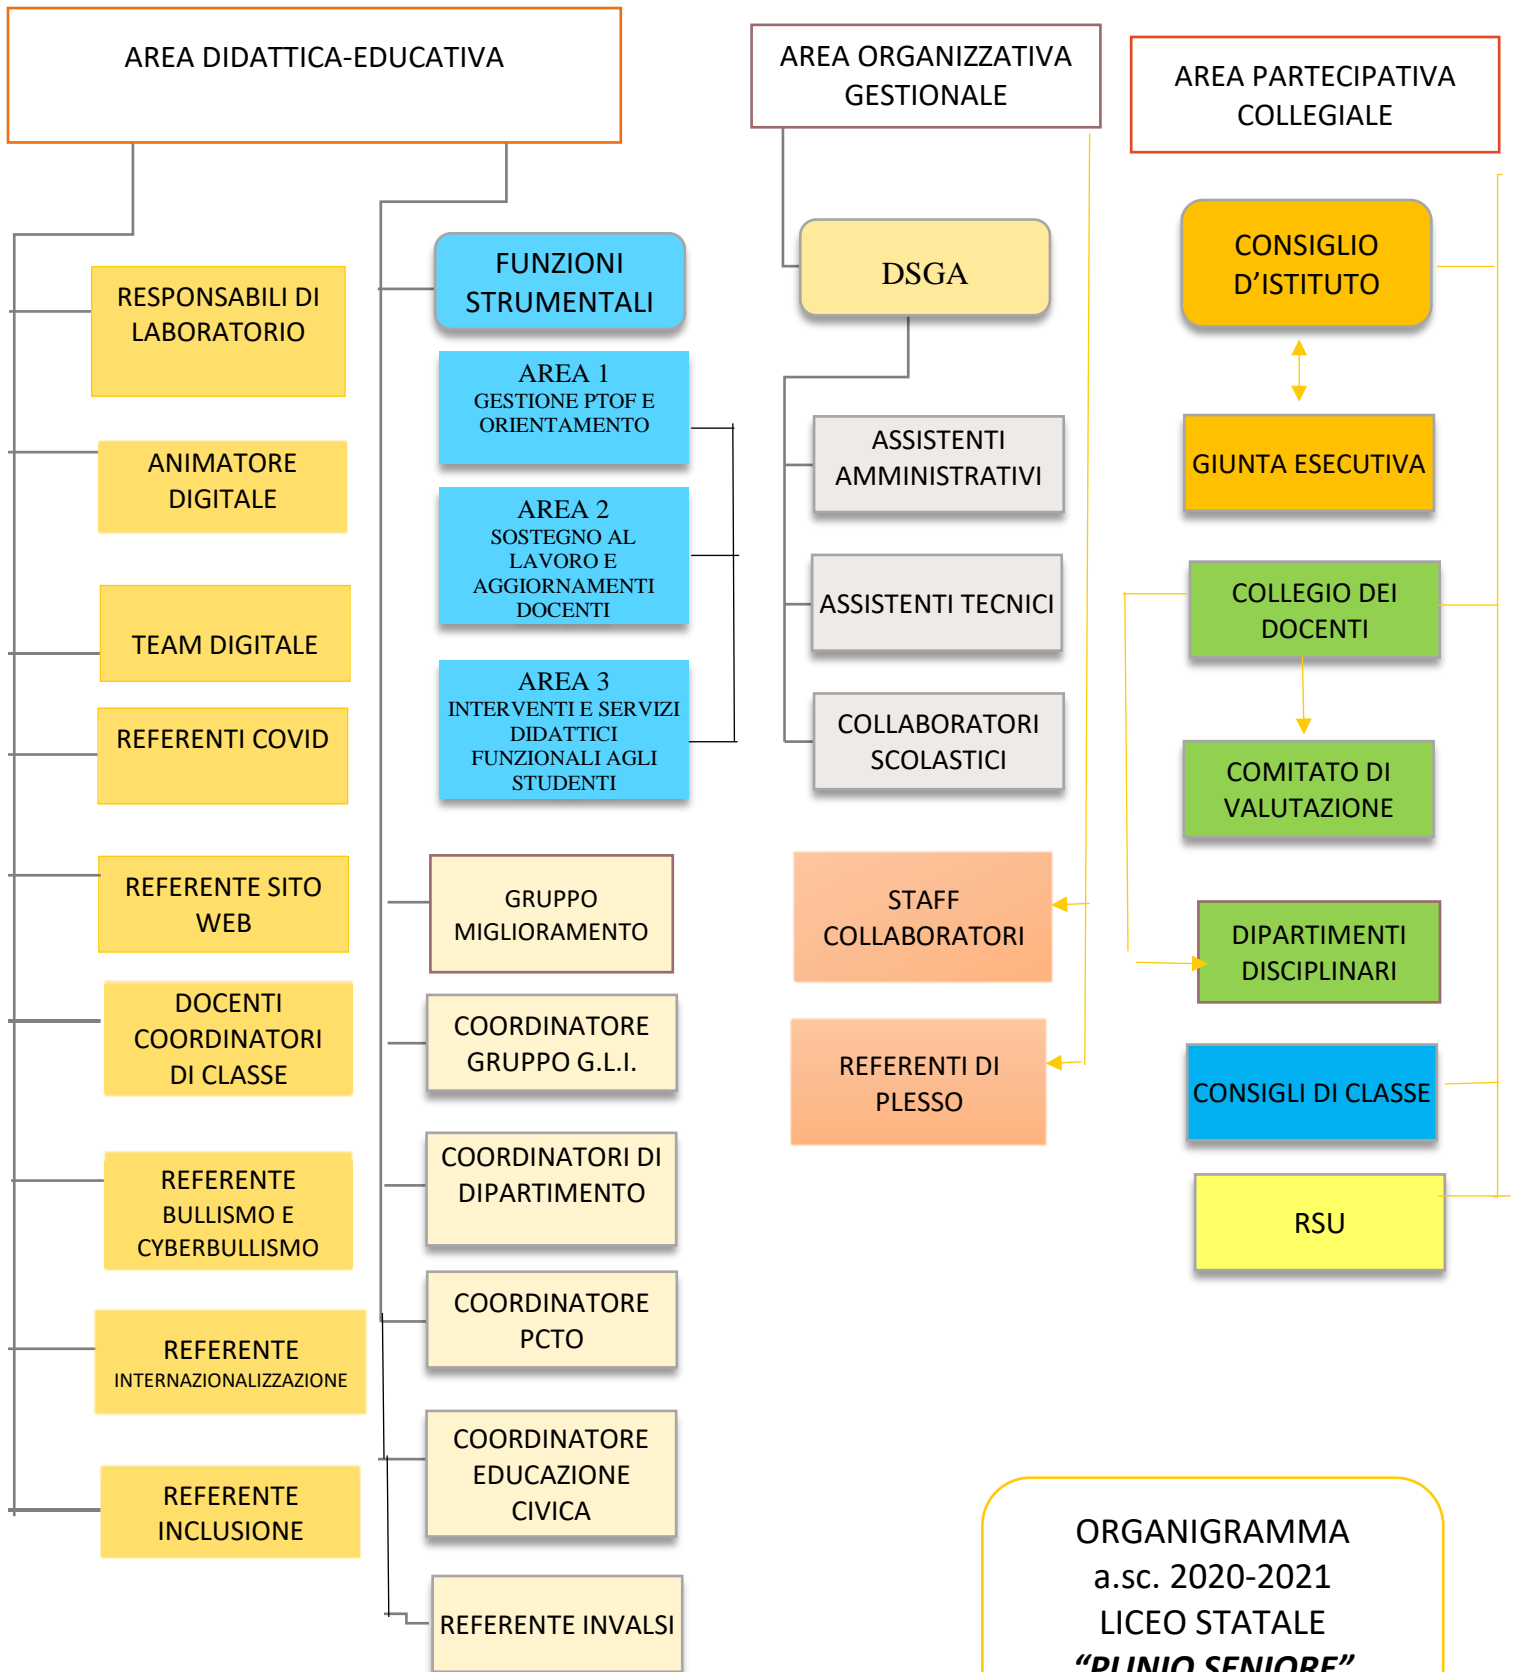 AREA DIDATTICA-EDUCATIVA
RESPONSABILI DI
LABORATORIO
ANIMATORE
DIGITALE
TEAM DIGITALE
REFERENTI COVID
REFERENTE SITO
WEB
DOCENTI
COORDINATORI
DI CLASSE
REFERENTE
BULLISMO E
CYBERBULLISMO
REFERENTE
INTERNAZIONALIZZAZIONE
REFERENTE
INCLUSIONE
FUNZIONI
STRUMENTALI
AREA 1
GESTIONE PTOF E
ORIENTAMENTO
AREA 2
SOSTEGNO AL
LAVORO E
AGGIORNAMENTI
DOCENTI
AREA 3
INTERVENTI E SERVIZI
DIDATTICI
FUNZIONALI AGLI
STUDENTI
GRUPPO
MIGLIORAMENTO
COORDINATORE
GRUPPO G.L.I.
COORDINATORI DI
DIPARTIMENTO
COORDINATORE
PCTO
COORDINATORE
EDUCAZIONE
CIVICA
REFERENTE INVALSI
AREA ORGANIZZATIVA
GESTIONALE
DSGA
ASSISTENTI
AMMINISTRATIVI
ASSISTENTI TECNICI
COLLABORATORI
SCOLASTICI
STAFF
COLLABORATORI
REFERENTI DI
PLESSO
AREA PARTECIPATIVA
COLLEGIALE
CONSIGLIO
D’ISTITUTO
GIUNTA ESECUTIVA
COLLEGIO DEI
DOCENTI
COMITATO DI
VALUTAZIONE
DIPARTIMENTI
DISCIPLINARI
CONSIGLI DI CLASSE
RSU
ORGANIGRAMMA
a.sc. 2020-2021
LICEO STATALE
“PLINIO SENIORE”